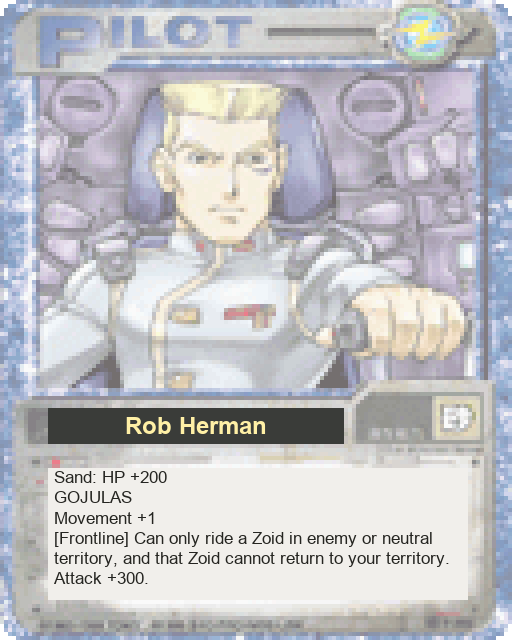 PILOT
Rob Herman
Sand: HP +200
GOJULAS
Movement +1
[Frontline] Can only ride a Zoid in enemy or neutral
territory, and that Zoid cannot return to your territory.
Attack +300.